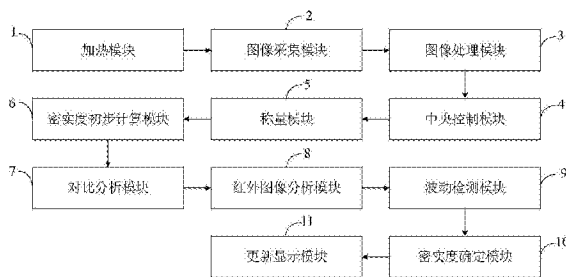 1
加热模块
2
图像采集模块
3
图像处理模块
4
中央控制模块
5
称量模块
6
密实度初步计算模块
7
对比分析模块
8
红外图像分析模块
9
波动检测模块
10
密实度确定模块
11
更新显示模块